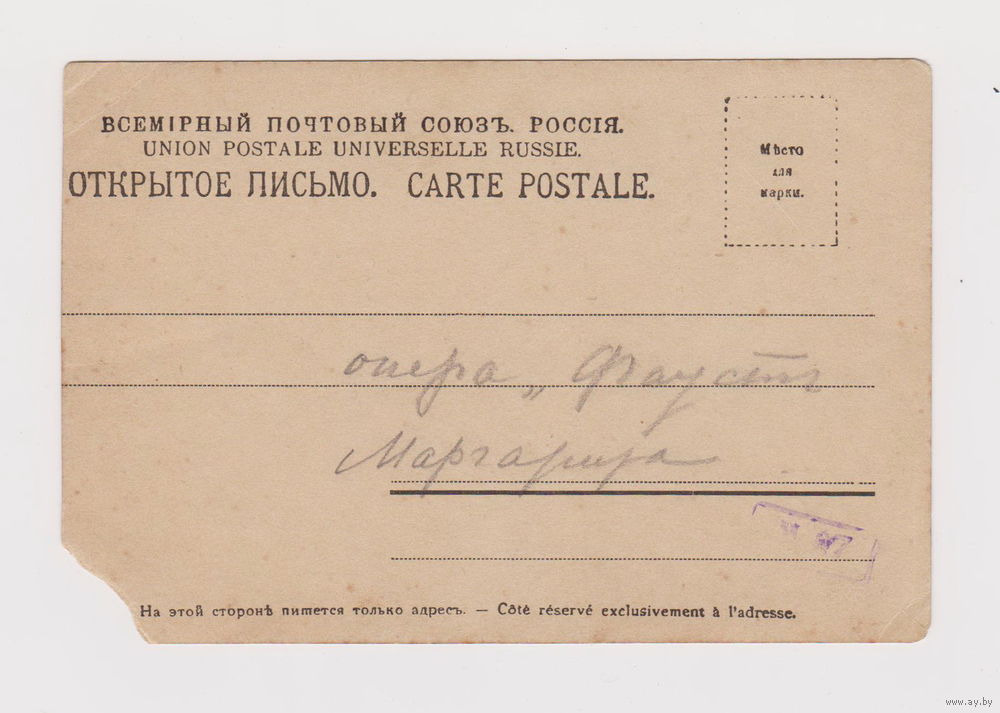 ВСЕМІРНЫЙ ПОЧТОВЫЙ СОЮЗЪ. РОССІЯ.
UNION POSTALE UNIVERSELLE RUSSIE.
ОТКРЫТОЕ ПИСЬМО. CARTE POSTALE.
Мѣсто
для
марки.
опера „Фаустъ
Маргарита
На этой сторонѣ пишется только адресъ. — Côté réservé exclusivement à l'adresse.
www.ay.by